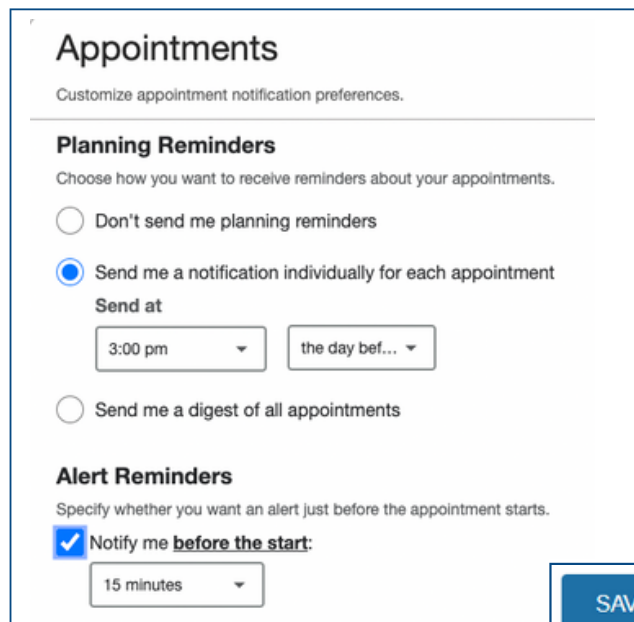 Appointments
Customize appointment notification preferences.
Planning Reminders
Choose how you want to receive reminders about your appointments.
Don't send me planning reminders
Send me a notification individually for each appointment
Send at
3:00 pm
the day bef...
Send me a digest of all appointments
Alert Reminders
Specify whether you want an alert just before the appointment starts.
Notify me before the start:
15 minutes
SAV